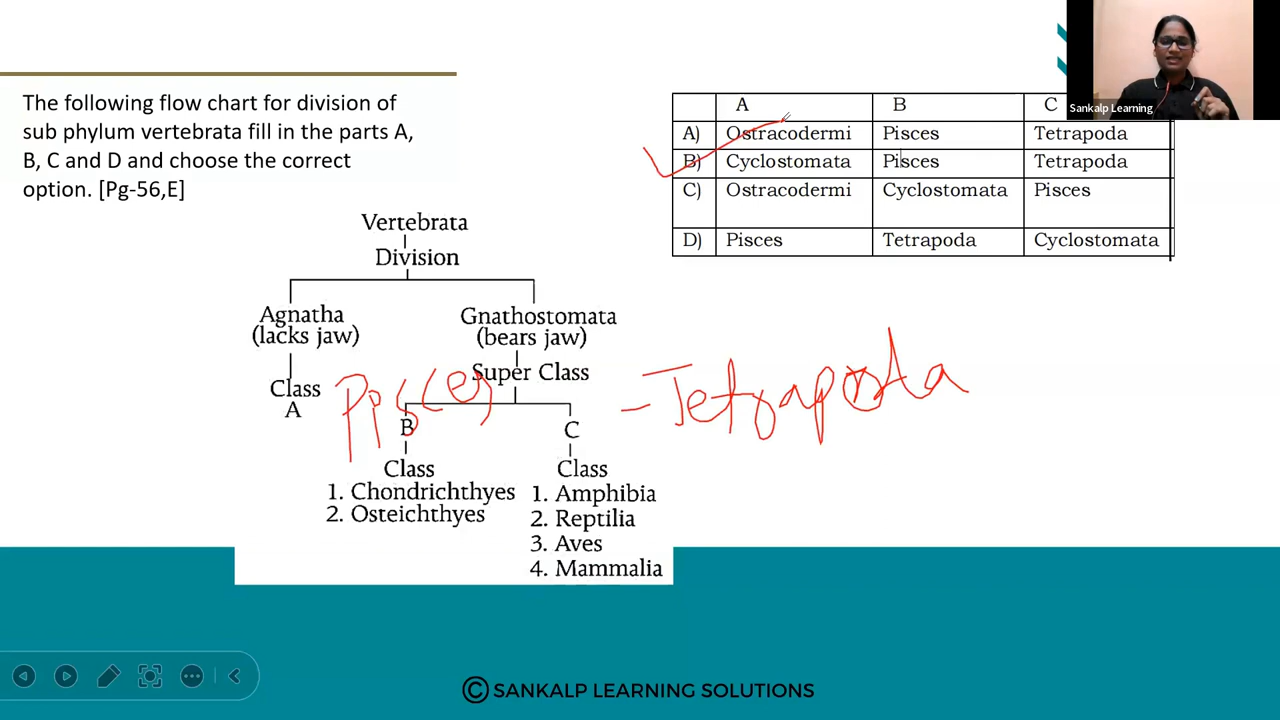 Sankalp Learning
The following flow chart for division of
sub phylum vertebrata fill in the parts A,
B, C and D and choose the correct
option. [Pg-56,E]
A B C
A) Ostracodermi Pisces Tetrapoda
B) Cyclostomata Pisces Tetrapoda
C) Ostracodermi Cyclostomata Pisces
D) Pisces Tetrapoda Cyclostomata
Vertebrata
Division
Agnatha
(lacks jaw)
Gnathostomata
(bears jaw)
Class
A
Super Class
Pisces
- Tetrapoda
B
C
Class
1. Chondrichthyes
2. Osteichthyes
Class
1. Amphibia
2. Reptilia
3. Aves
4. Mammalia
© SANKALP LEARNING SOLUTIONS